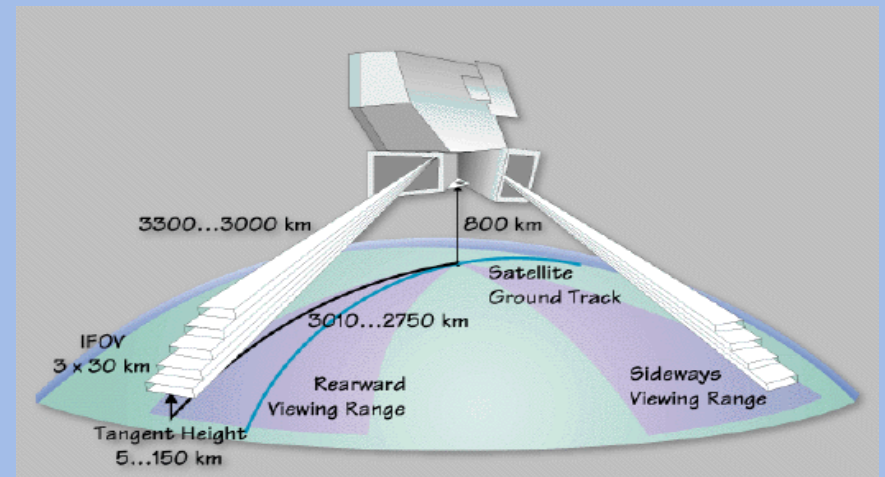 3300...3000 km
800 km
Satellite
Ground Track
3010...2750 km
IFOV
3 x 30 km
Rearward
Viewing Range
Sideways
Viewing Range
Tangent Height
5...150 km